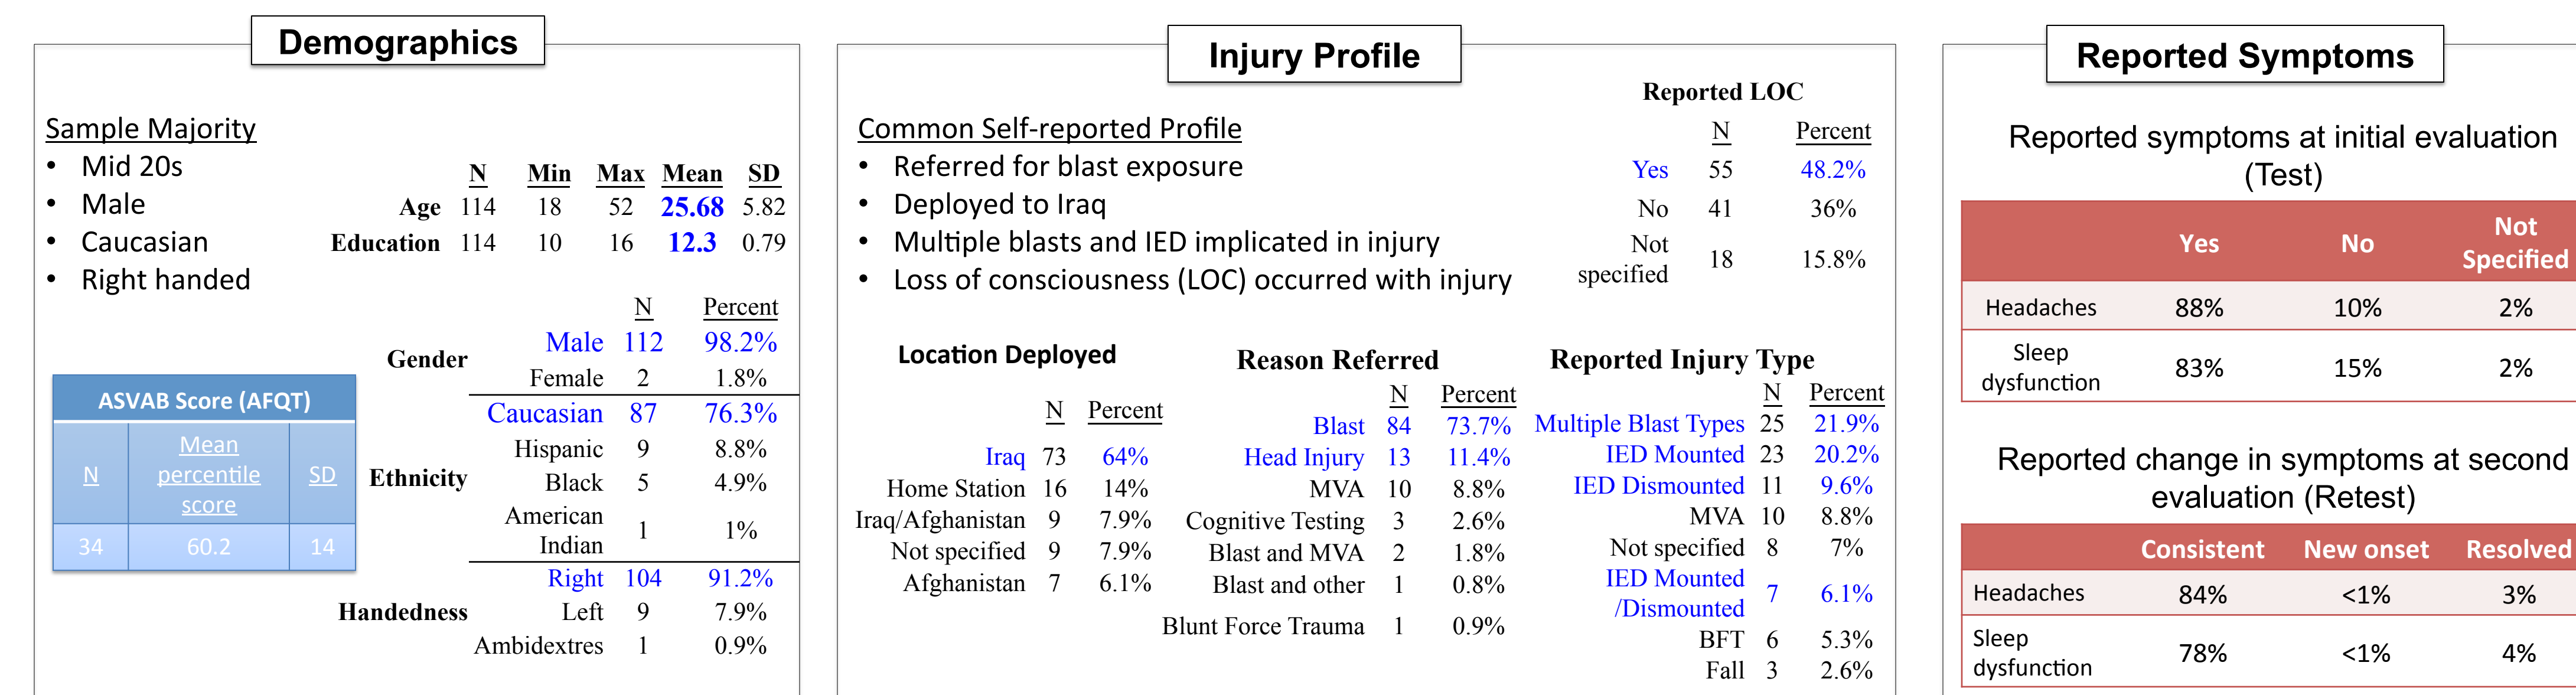 Demographics
Sample Majority
• Mid 20s
• Male
• Caucasian
• Right handed
N Min Max Mean SD
Age 114 18 52 25.68 5.82
Education 114 10 16 12.3 0.79
N Percent
Gender
Male 112 98.2%
Female 2 1.8%
Ethnicity
Caucasian 87 76.3%
Hispanic 9 8.8%
Black 5 4.9%
American
Indian 1 1%
Handedness
Right 104 91.2%
Left 9 7.9%
Ambidextres 1 0.9%
ASVAB Score (AFQT)
N
Mean
percentile
score
SD
34 60.2 14
Injury Profile
Common Self-reported Profile
• Referred for blast exposure
• Deployed to Iraq
• Multiple blasts and IED implicated in injury
• Loss of consciousness (LOC) occurred with injury
Reported LOC
N Percent
Yes 55 48.2%
No 41 36%
Not
specified 18 15.8%
Location Deployed
N Percent
Iraq 73 64%
Home Station 16 14%
Iraq/Afghanistan 9 7.9%
Not specified 9 7.9%
Afghanistan 7 6.1%
Reason Referred
N Percent
Blast 84 73.7%
Head Injury 13 11.4%
MVA 10 8.8%
Cognitive Testing 3 2.6%
Blast and MVA 2 1.8%
Blast and other 1 0.8%
Blunt Force Trauma 1 0.9%
Reported Injury Type
N Percent
Multiple Blast Types 25 21.9%
IED Mounted 23 20.2%
IED Dismounted 11 9.6%
MVA 10 8.8%
Not specified 8 7%
IED Mounted
/Dismounted 7 6.1%
BFT 6 5.3%
Fall 3 2.6%
Reported Symptoms
Reported symptoms at initial evaluation
(Test)
Yes No Not
Specified
Headaches 88% 10% 2%
Sleep
dysfunction 83% 15% 2%
Reported change in symptoms at second
evaluation (Retest)
Consistent New onset Resolved
Headaches 84% <1% 3%
Sleep
dysfunction 78% <1% 4%